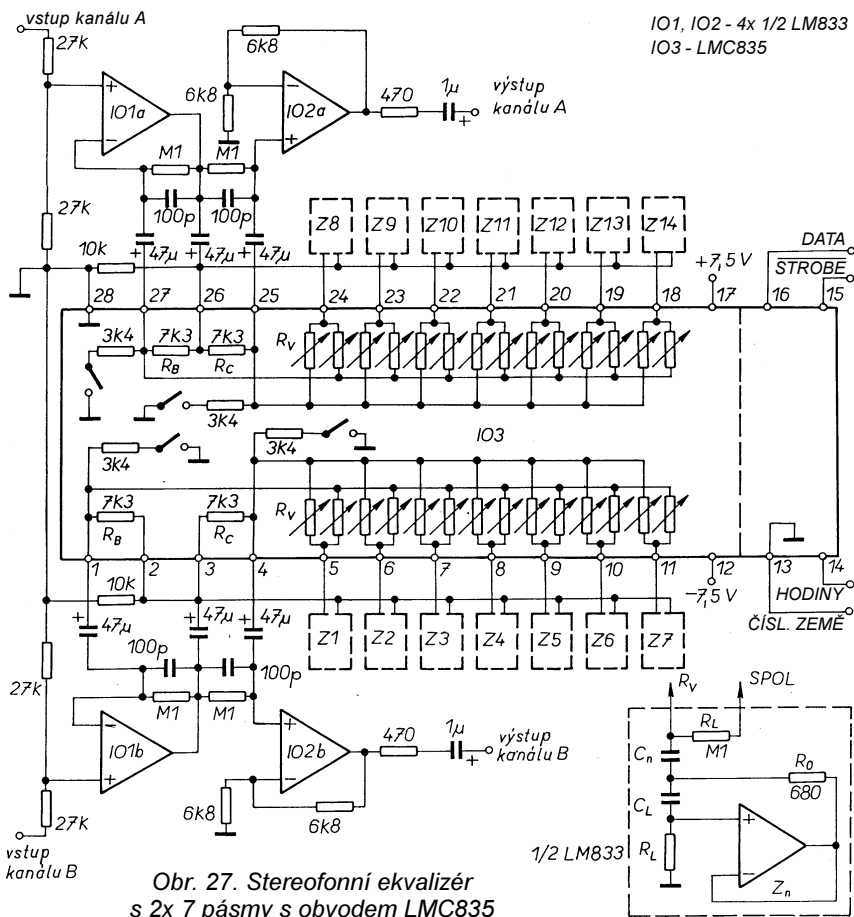 vstup kanálu A
27k
6k8
IO1, IO2 - 4x 1/2 LM833
IO3 - LMC835
+
IO1a
−
6k8
−
IO2a
+
470
1µ
+
výstup
kanálu A
M1
M1
100p
100p
27k
10k
+
47µ
+
47µ
+
47µ
Z8
Z9
Z10
Z11
Z12
Z13
Z14
DATA
STROBE
+7,5V
28
27
26
25
24
23
22
21
20
19
18
17
16
15
3k4
7k3
7k3
RB
RC
RV
3k4
IO3
3k4
3k4
7k3
7k3
RB
RC
RV
1
2
3
4
5
6
7
8
9
10
11
12
13
14
10k
−7,5V
HODINY
ČÍSL. ZEMĚ
+
47µ
+
47µ
+
47µ
Z1
Z2
Z3
Z4
Z5
Z6
Z7
100p
100p
27k
M1
M1
−
IO1b
+
+
IO2b
−
470
1µ
+
výstup
kanálu B
6k8
6k8
27k
vstup
kanálu B
RV
SPOL
RL
M1
Cn
R0
680
CL
1/2 LM833
RL
+
−
Zn
Obr. 27. Stereofonní ekvalizér
s 2x 7 pásmy s obvodem LMC835